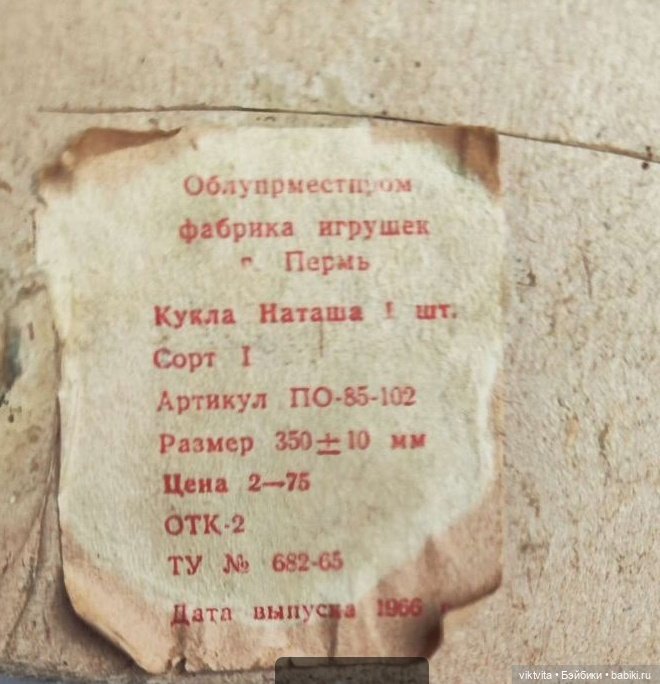 Облупрместпром
фабрика игрушек
г. Пермь
Кукла Наташа 1 шт.
Сорт I
Артикул ПО-85-102
Размер 350±10 мм
Цена 2—75
ОТК-2
ТУ № 682-65
Дата выпуска 1966 г
viktvita • Бэйбики • babiki.ru